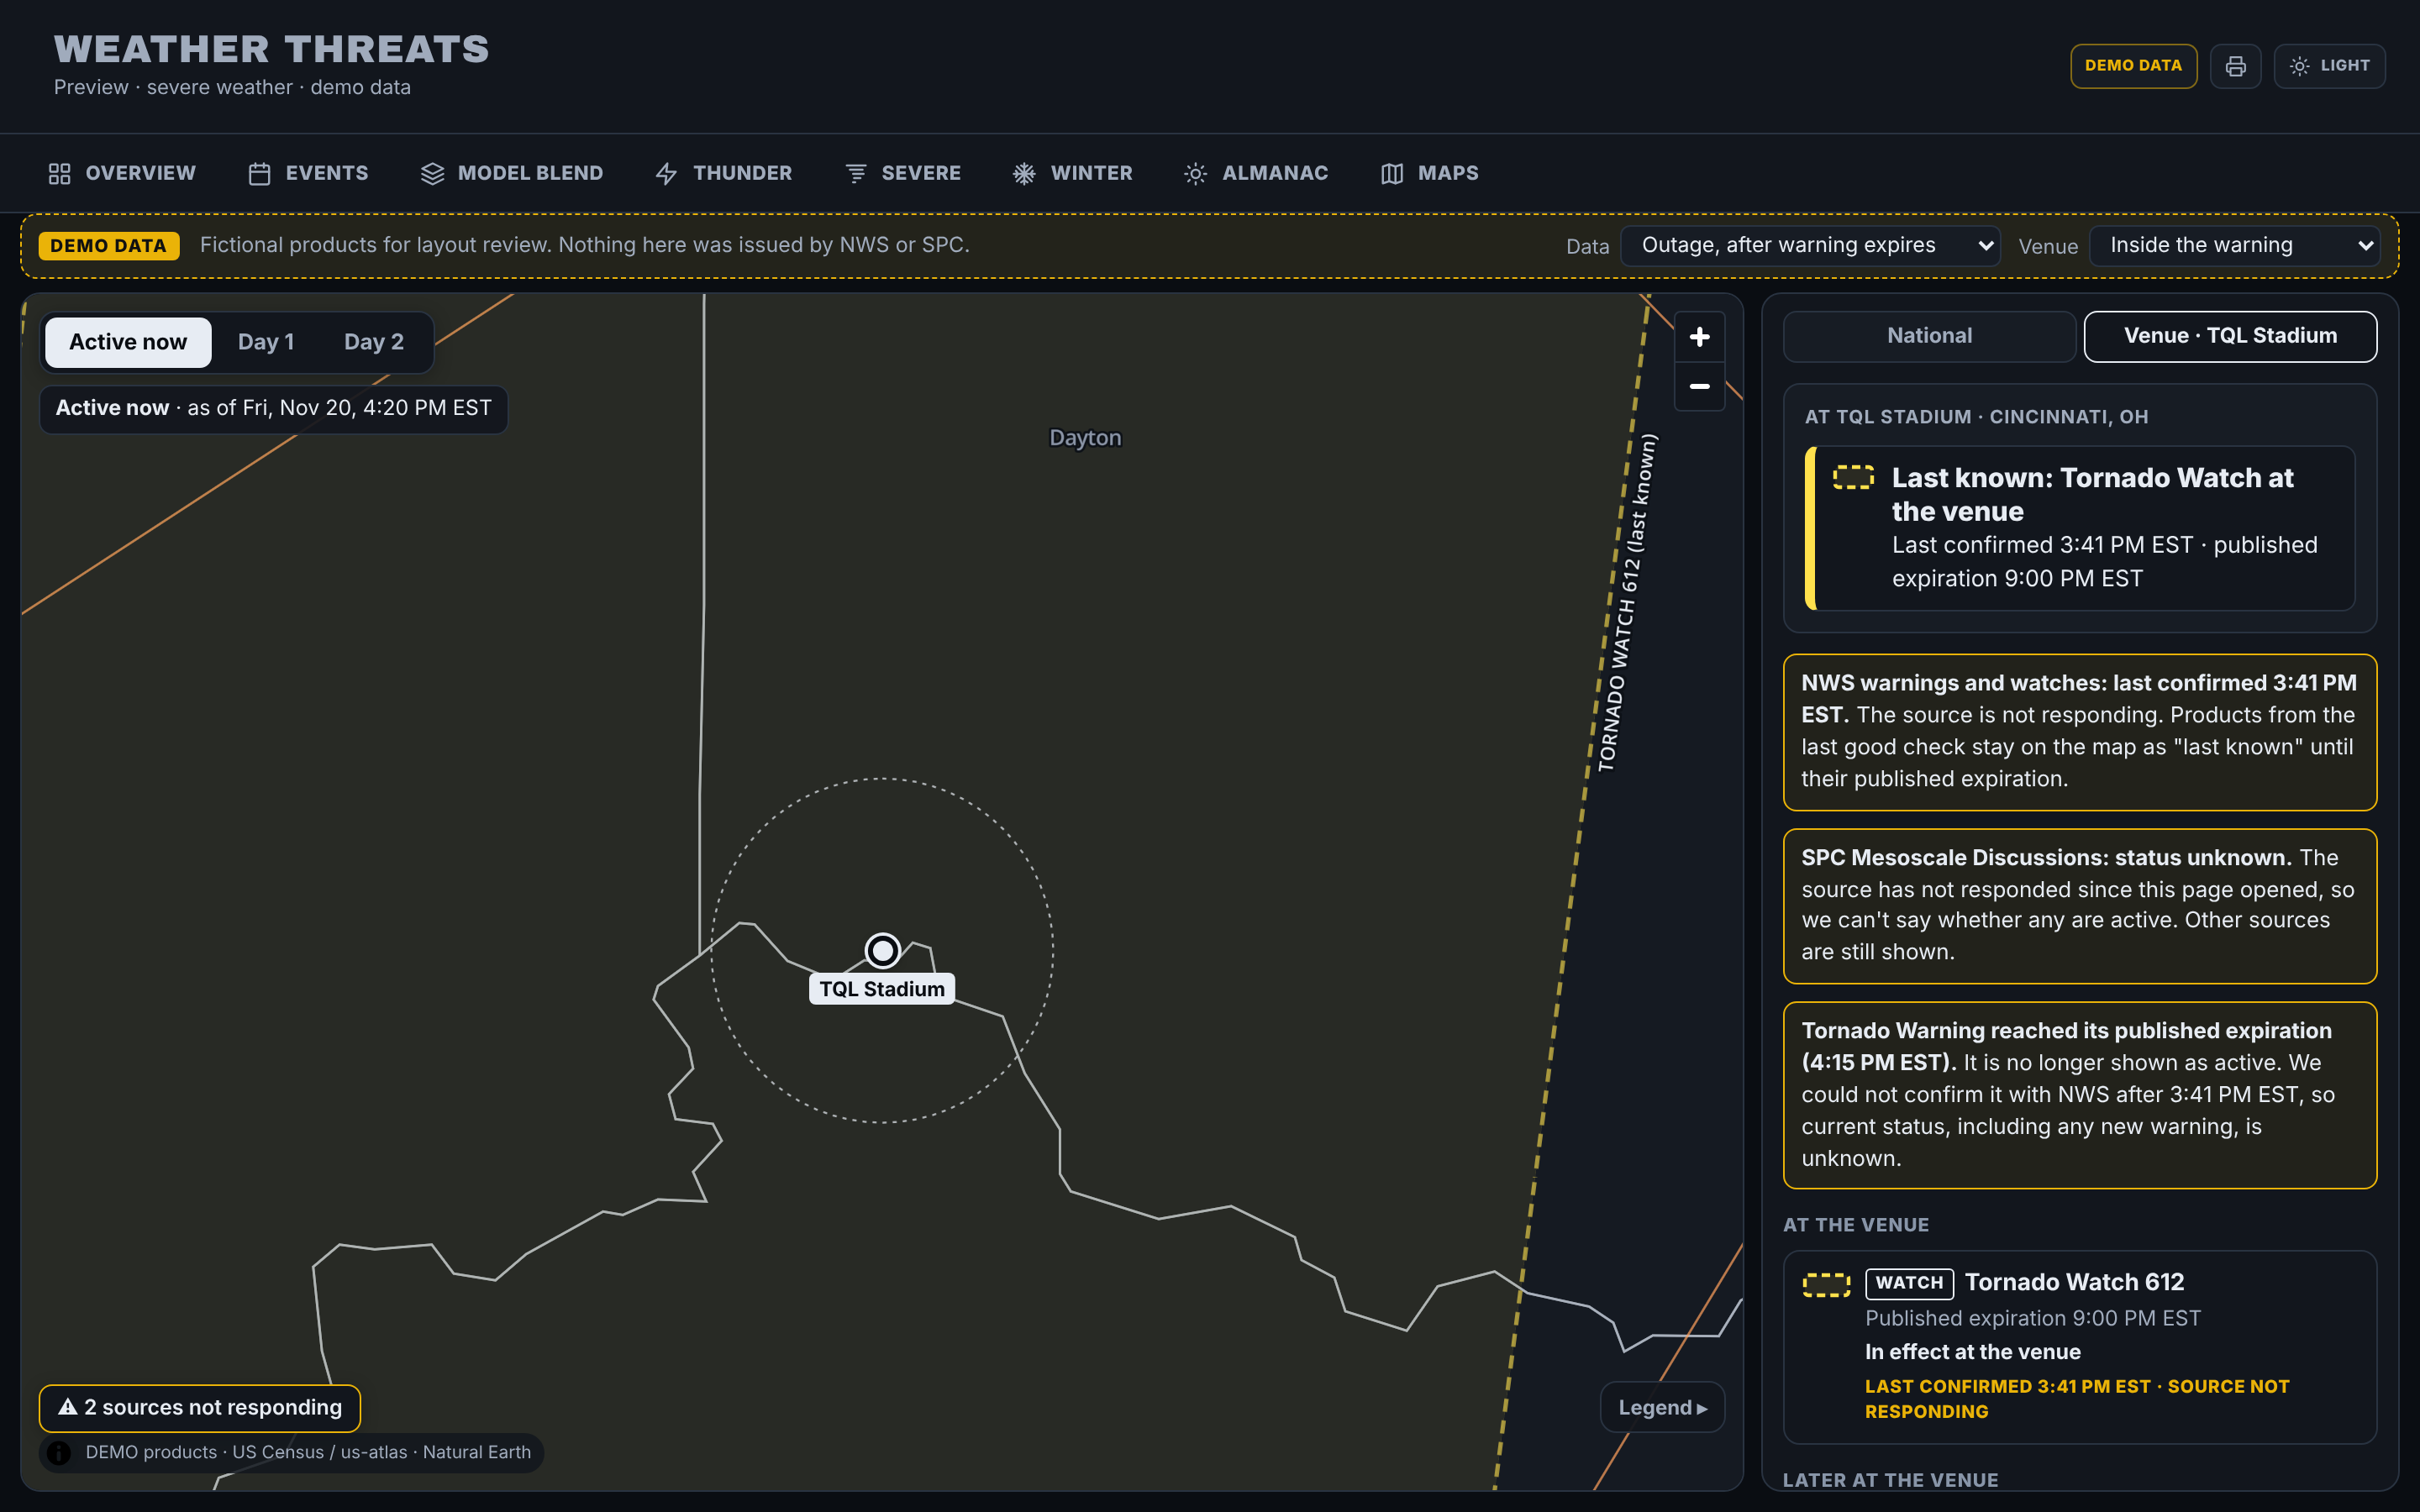 WEATHER THREATS
Preview · severe weather · demo data
DEMO DATA
LIGHT
OVERVIEW
EVENTS
MODEL BLEND
THUNDER
SEVERE
WINTER
ALMANAC
MAPS
DEMO DATA
Fictional products for layout review. Nothing here was issued by NWS or SPC.
Data
Outage, after warning expires
Venue
Inside the warning
Active now
Day 1
Day 2
Active now · as of Fri, Nov 20, 4:20 PM EST
+
−
Dayton
TORNADO WATCH 612 (last known)
TQL Stadium
2 sources not responding
Legend ▸
DEMO products · US Census / us-atlas · Natural Earth
National
Venue · TQL Stadium
AT TQL STADIUM · CINCINNATI, OH
Last known: Tornado Watch at
the venue
Last confirmed 3:41 PM EST · published
expiration 9:00 PM EST
NWS warnings and watches: last confirmed 3:41 PM
EST. The source is not responding. Products from the
last good check stay on the map as "last known" until
their published expiration.
SPC Mesoscale Discussions: status unknown. The
source has not responded since this page opened, so
we can't say whether any are active. Other sources
are still shown.
Tornado Warning reached its published expiration
(4:15 PM EST). It is no longer shown as active. We
could not confirm it with NWS after 3:41 PM EST, so
current status, including any new warning, is
unknown.
AT THE VENUE
WATCH Tornado Watch 612
Published expiration 9:00 PM EST
In effect at the venue
LAST CONFIRMED 3:41 PM EST · SOURCE NOT
RESPONDING
LATER AT THE VENUE